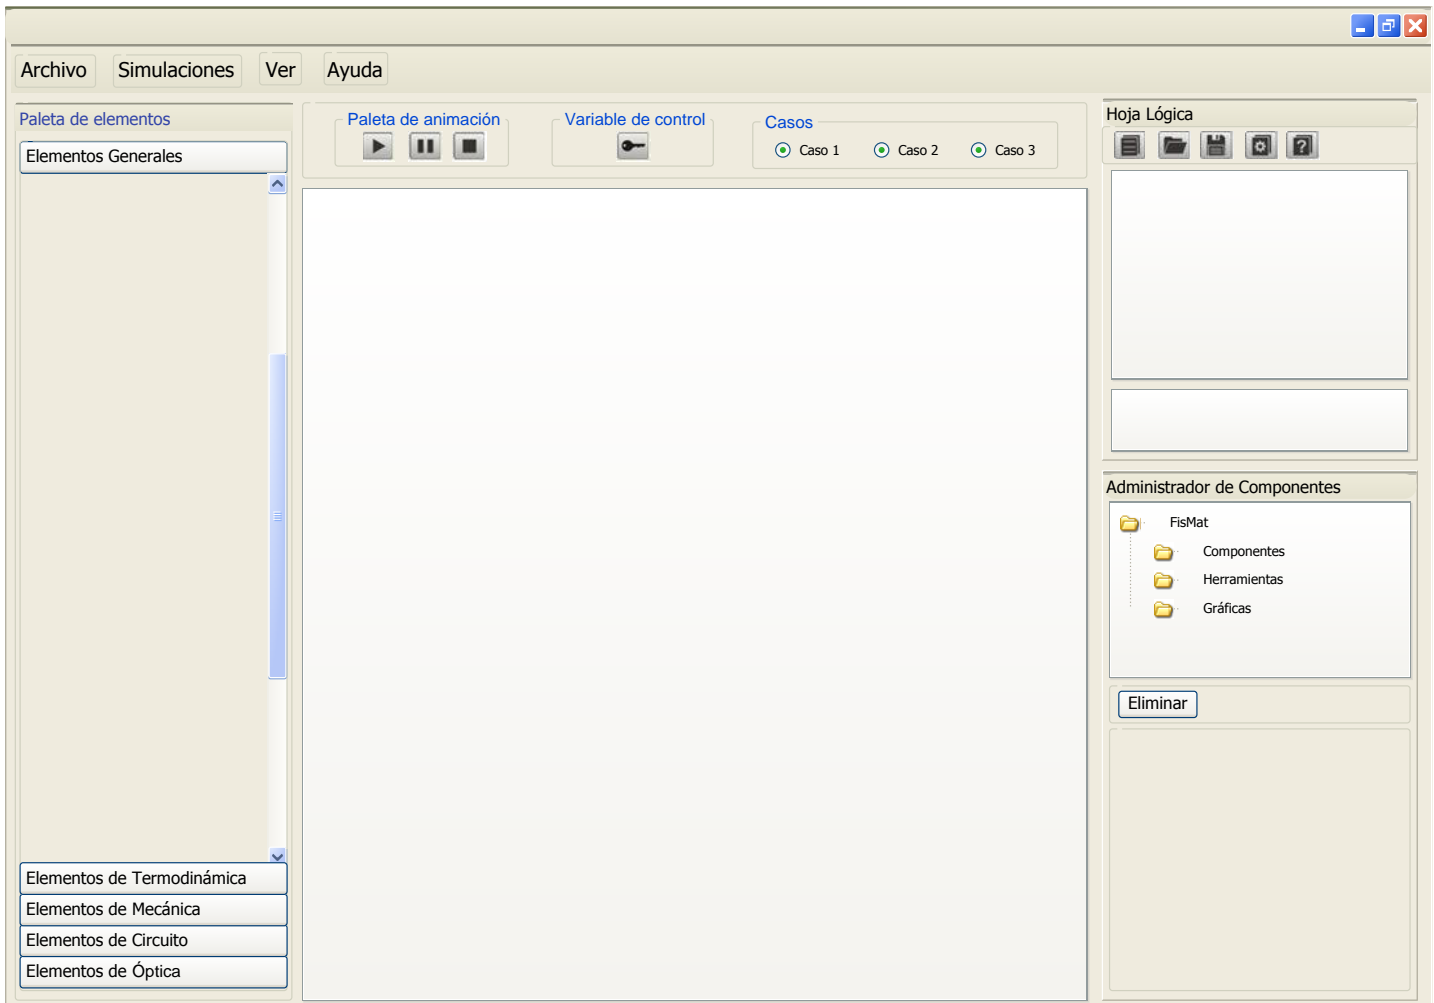 Archivo Simulaciones Ver Ayuda
Paleta de elementos
Elementos Generales
Elementos de Termodinámica
Elementos de Mecánica
Elementos de Circuito
Elementos de Óptica
Paleta de animación
Variable de control
Casos
Caso 1 Caso 2 Caso 3
Hoja Lógica
Administrador de Componentes
FisMat
Componentes
Herramientas
Gráficas
Eliminar